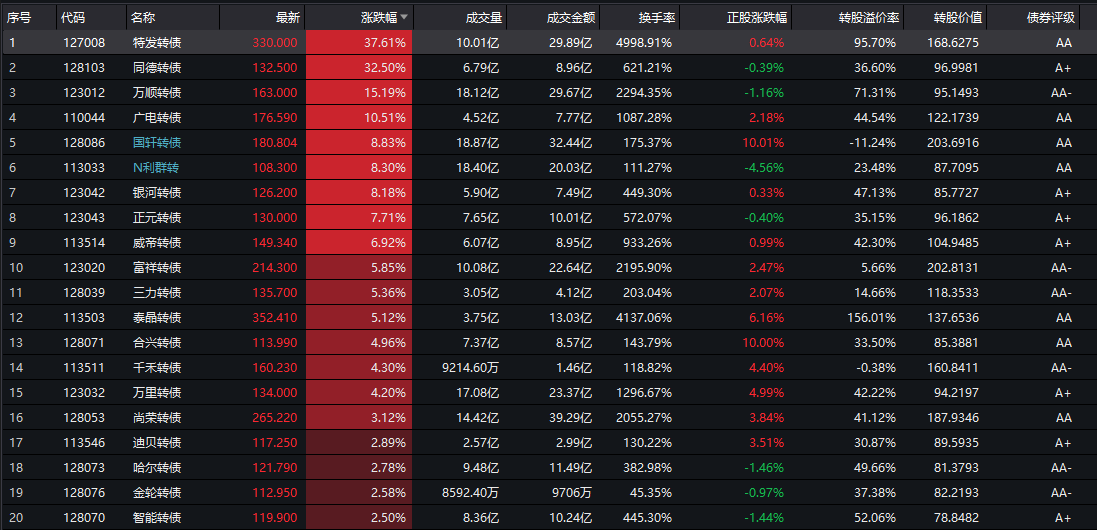 序号 代码 名称 最新 涨跌幅 成交量 成交金额 换手率 正股涨跌幅 转股溢价率 转股价值 债券评级
1 127008 特发转债 330.000 37.61% 10.01亿 29.89亿 4998.91% 0.64% 95.70% 168.6275 AA
2 128103 同德转债 132.500 32.50% 6.79亿 8.96亿 621.21% -0.39% 36.60% 96.9981 A+
3 123012 万顺转债 163.000 15.19% 18.12亿 29.67亿 2294.35% -1.16% 71.31% 95.1493 AA-
4 110044 广电转债 176.590 10.51% 4.52亿 7.77亿 1087.28% 2.18% 44.54% 122.1739 AA
5 128086 国轩转债 180.804 8.83% 18.87亿 32.44亿 175.37% 10.01% -11.24% 203.6916 AA
6 113033 N利群转 108.300 8.30% 18.40亿 20.03亿 111.27% -4.56% 23.48% 87.7095 AA
7 123042 银河转债 126.200 8.18% 5.90亿 7.49亿 449.30% 0.33% 47.13% 85.7727 A+
8 123043 正元转债 130.000 7.71% 7.65亿 10.01亿 572.07% -0.40% 35.15% 96.1862 A+
9 113514 威帝转债 149.340 6.92% 6.07亿 8.95亿 933.26% 0.99% 42.30% 104.9485 A+
10 123020 富祥转债 214.300 5.85% 10.08亿 22.64亿 2195.90% 2.47% 5.66% 202.8131 AA-
11 128039 三力转债 135.700 5.36% 3.05亿 4.12亿 203.04% 2.07% 14.66% 118.3533 AA-
12 113503 泰晶转债 352.410 5.12% 3.75亿 13.03亿 4137.06% 6.16% 156.01% 137.6536 AA
13 128071 合兴转债 113.990 4.96% 7.37亿 8.57亿 143.79% 10.00% 33.50% 85.3881 AA
14 113511 千禾转债 160.230 4.30% 9214.60万 1.46亿 118.82% 4.40% -0.38% 160.8411 AA-
15 123032 万里转债 134.000 4.20% 17.08亿 23.37亿 1296.67% 4.99% 42.22% 94.2197 A+
16 128053 尚荣转债 265.220 3.12% 14.42亿 39.29亿 2055.27% 3.84% 41.12% 187.9346 AA
17 113546 迪贝转债 117.250 2.89% 2.57亿 2.99亿 130.22% 3.51% 30.87% 89.5935 A+
18 128073 哈尔转债 121.790 2.78% 9.48亿 11.49亿 382.98% -1.46% 49.66% 81.3793 AA-
19 128076 金轮转债 112.950 2.58% 8592.40万 9706万 45.35% -0.97% 37.38% 82.2193 AA-
20 128070 智能转债 119.900 2.50% 8.36亿 10.24亿 445.30% -1.44% 52.06% 78.8482 A+